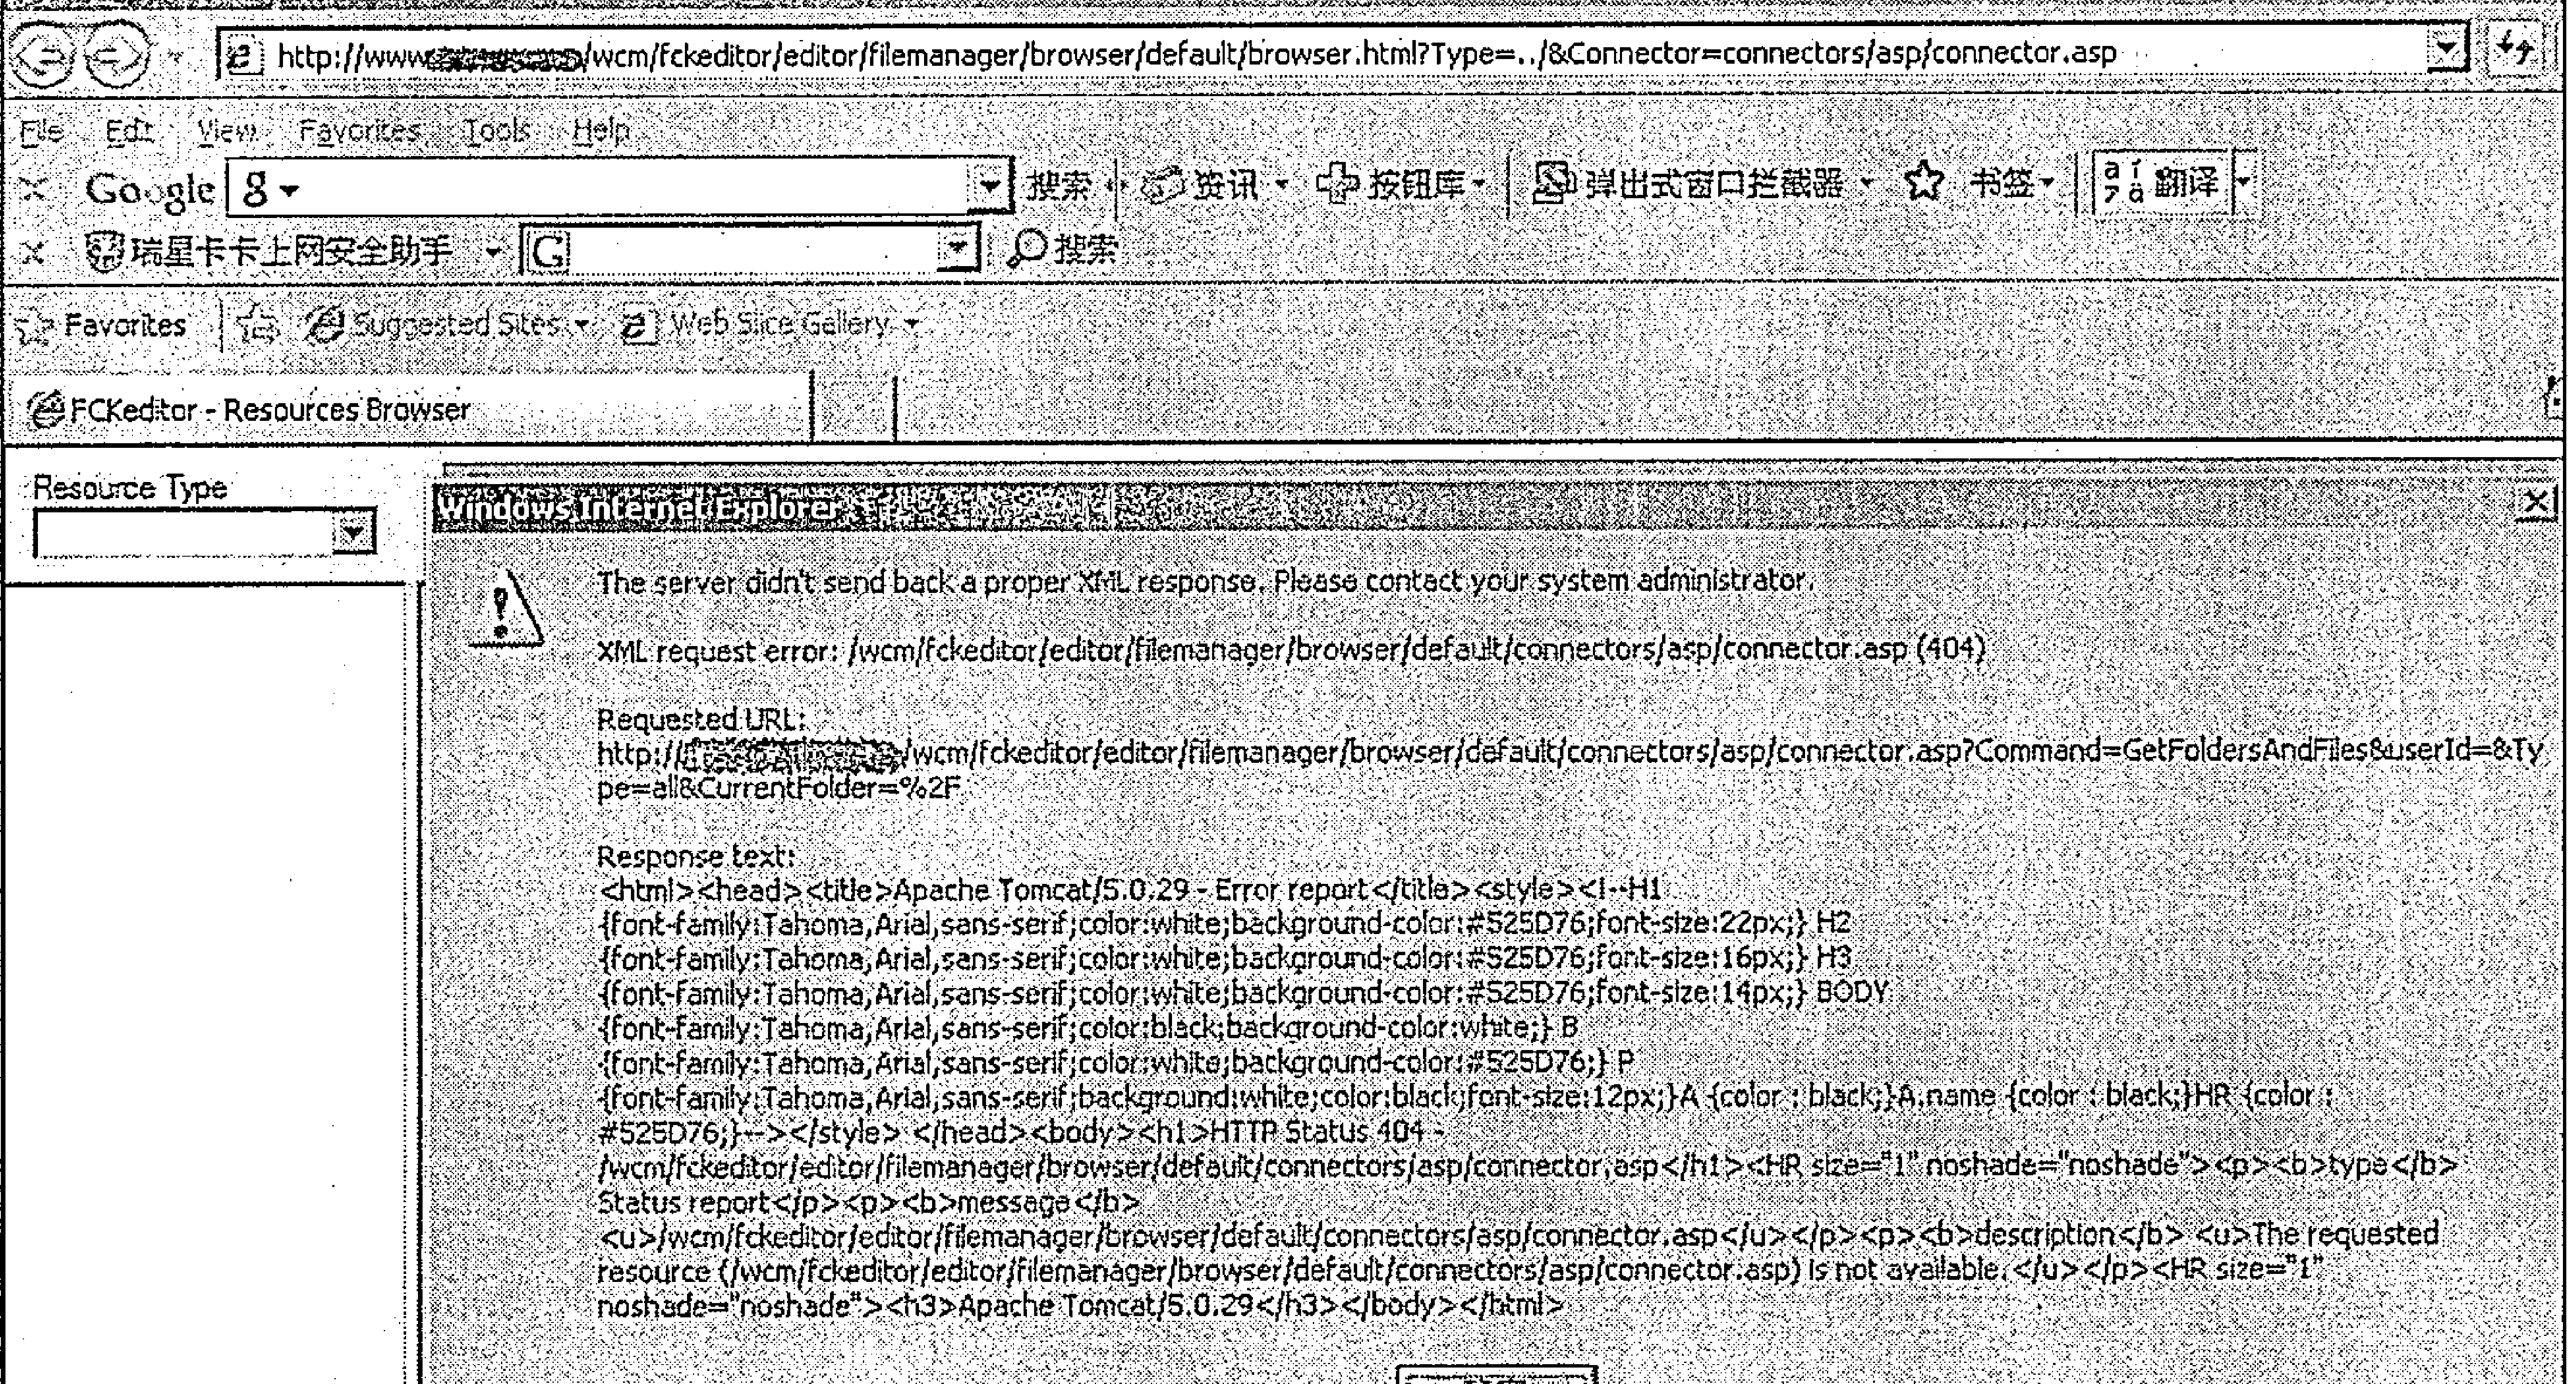 http://www /wcm/fckeditor/editor/filemanager/browser/default/browser.html?Type=../&Connector=connectors/asp/connector.asp
File Edit View Favorites Tools Help
Google g 搜索 资讯 按钮库 弹出式窗口拦截器 书签 翻译
瑞星卡卡上网安全助手 G 搜索
Favorites Suggested Sites Web Slice Gallery
FCKeditor - Resources Browser
Resource Type
Windows Internet Explorer
The server didn't send back a proper XML response. Please contact your system administrator.
XML request error: /wcm/fckeditor/editor/filemanager/browser/default/connectors/asp/connector.asp (404)
Requested URL:
http:// /wcm/fckeditor/editor/filemanager/browser/default/connectors/asp/connector.asp?Command=GetFoldersAndFiles&userId=&Ty
pe=all&CurrentFolder=%2F
Response text:
<html><head><title>Apache Tomcat/5.0.29 - Error report</title><style><!--H1
{font-family:Tahoma,Arial,sans-serif;color:white;background-color:#525D76;font-size:22px;} H2
{font-family:Tahoma,Arial,sans-serif;color:white;background-color:#525D76;font-size:16px;} H3
{font-family:Tahoma,Arial,sans-serif;color:white;background-color:#525D76;font-size:14px;} BODY
{font-family:Tahoma,Arial,sans-serif;color:black;background-color:white;} B
{font-family:Tahoma,Arial,sans-serif;color:white;background-color:#525D76;} P
{font-family:Tahoma,Arial,sans-serif;background:white;color:black;font-size:12px;}A {color : black;}A.name {color : black;}HR {color :
#525D76;}--></style> </head><body><h1>HTTP Status 404 -
/wcm/fckeditor/editor/filemanager/browser/default/connectors/asp/connector.asp</h1><HR size="1" noshade="noshade"><p><b>type</b>
Status report</p><p><b>message</b>
<u>/wcm/fckeditor/editor/filemanager/browser/default/connectors/asp/connector.asp</u></p><p><b>description</b> <u>The requested
resource (/wcm/fckeditor/editor/filemanager/browser/default/connectors/asp/connector.asp) is not available.</u></p><HR size="1"
noshade="noshade"><h3>Apache Tomcat/5.0.29</h3></body></html>